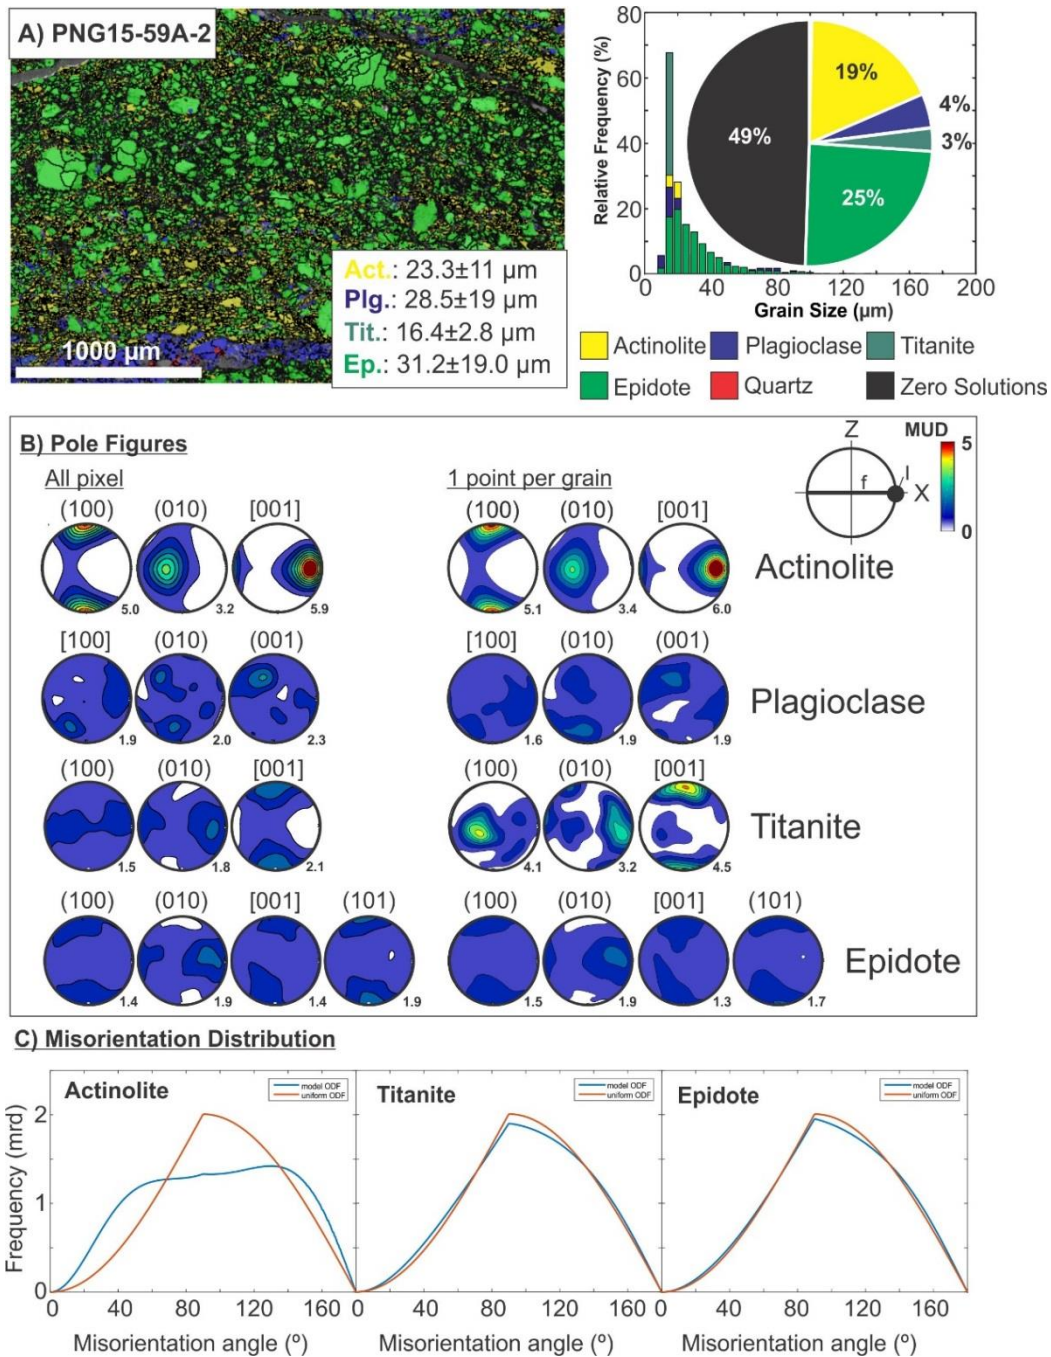 A) PNG15-59A-2
Act.: 23.3±11 µm
Plg.: 28.5±19 µm
Tit.: 16.4±2.8 µm
Ep.: 31.2±19.0 µm
1000 µm
Relative Frequency (%)
80
60
40
20
0
19%
4%
3%
25%
49%
0 40 80 120 160 200
Grain Size (µm)
Actinolite Plagioclase Titanite
Epidote Quartz Zero Solutions
B) Pole Figures
Z
X
f
l
MUD
5
0
All pixel
1 point per grain
(100) (010) [001] (100) (010) [001]
Actinolite
5.0 3.2 5.9 5.1 3.4 6.0
[100] (010) (001) [100] (010) (001)
Plagioclase
1.9 2.0 2.3 1.6 1.9 1.9
(100) (010) [001] (100) (010) [001]
Titanite
1.5 1.8 2.1 4.1 3.2 4.5
(100) (010) [001] (101) (100) (010) [001] (101)
Epidote
1.4 1.9 1.4 1.9 1.5 1.9 1.3 1.7
C) Misorientation Distribution
Actinolite
model ODF
uniform ODF
Titanite
model ODF
uniform ODF
Epidote
model ODF
uniform ODF
Frequency (mrd)
2
1
0
0 40 80 120 160 0 40 80 120 160 0 40 80 120 160
Misorientation angle (º) Misorientation angle (º) Misorientation angle (º)